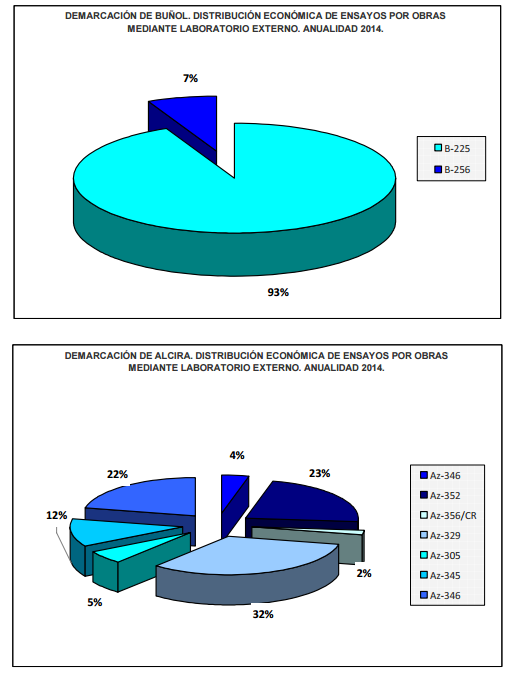 DEMARCACIÓN DE BUÑOL. DISTRIBUCIÓN ECONÓMICA DE ENSAYOS POR OBRAS
MEDIANTE LABORATORIO EXTERNO. ANUALIDAD 2014.
7%
B-225
B-256
93%
DEMARCACIÓN DE ALCIRA. DISTRIBUCIÓN ECONÓMICA DE ENSAYOS POR OBRAS
MEDIANTE LABORATORIO EXTERNO. ANUALIDAD 2014.
4%
22%
23%
12%
2%
5%
32%
Az-346
Az-352
Az-356/CR
Az-329
Az-305
Az-345
Az-346